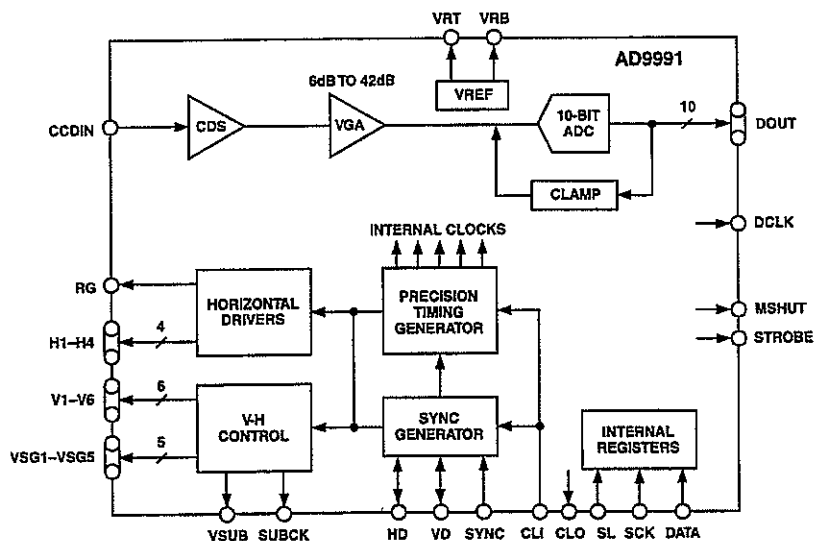 VRT VRB
AD9991
6dB TO 42dB
VREF
CCDIN
CDS
VGA
10-BIT
ADC
10
DOUT
CLAMP
DCLK
INTERNAL CLOCKS
RG
HORIZONTAL
DRIVERS
PRECISION
TIMING
GENERATOR
MSHUT
STROBE
H1–H4
4
V1–V6
6
V-H
CONTROL
SYNC
GENERATOR
INTERNAL
REGISTERS
VSG1–VSG5
5
VSUB SUBCK HD VD SYNC CLI CLO SL SCK DATA